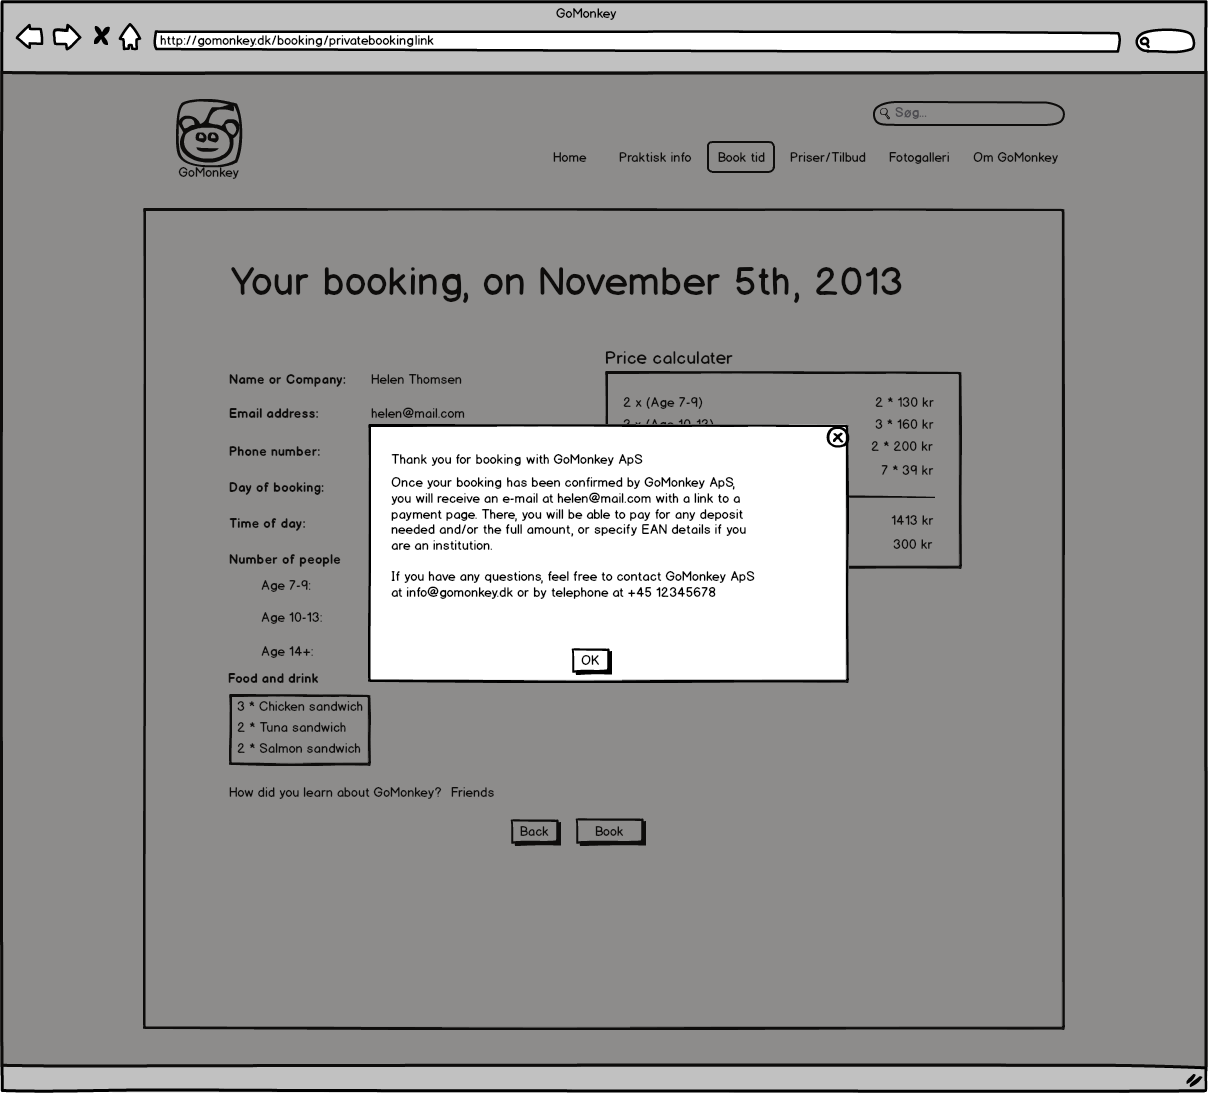 GoMonkey
http://gomonkey.dk/booking/privatebookinglink
Søg...
GoMonkey
Home Praktisk info Book tid Priser/Tilbud Fotogalleri Om GoMonkey
Your booking, on November 5th, 2013
Price calculater
Name or Company: Helen Thomsen
Email address: helen@mail.com
Phone number:
Day of booking:
Time of day:
Number of people
Age 7-9:
Age 10-13:
Age 14+:
2 x (Age 7-9) 2 * 130 kr
3 x (Age 10-13) 3 * 160 kr
2 * 200 kr
7 * 39 kr
1413 kr
300 kr
Thank you for booking with GoMonkey ApS
Once your booking has been confirmed by GoMonkey ApS,
you will receive an e-mail at helen@mail.com with a link to a
payment page. There, you will be able to pay for any deposit
needed and/or the full amount, or specify EAN details if you
are an institution.
If you have any questions, feel free to contact GoMonkey ApS
at info@gomonkey.dk or by telephone at +45 12345678
OK
Food and drink
3 * Chicken sandwich
2 * Tuna sandwich
2 * Salmon sandwich
How did you learn about GoMonkey? Friends
Back Book